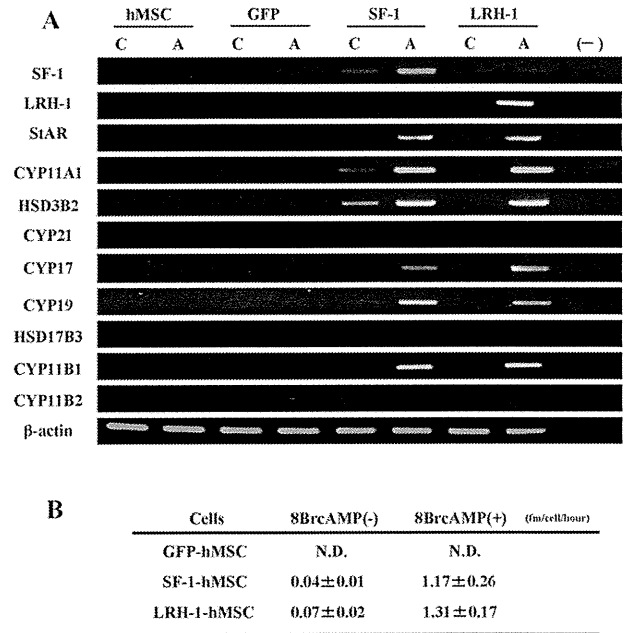 A
hMSC GFP SF-1 LRH-1
C A C A C A C A (−)
SF-1
LRH-1
StAR
CYP11A1
HSD3B2
CYP21
CYP17
CYP19
HSD17B3
CYP11B1
CYP11B2
β-actin
B
Cells 8BrcAMP(-) 8BrcAMP(+) (fm/cell/hour)
GFP-hMSC N.D. N.D.
SF-1-hMSC 0.04±0.01 1.17±0.26
LRH-1-hMSC 0.07±0.02 1.31±0.17